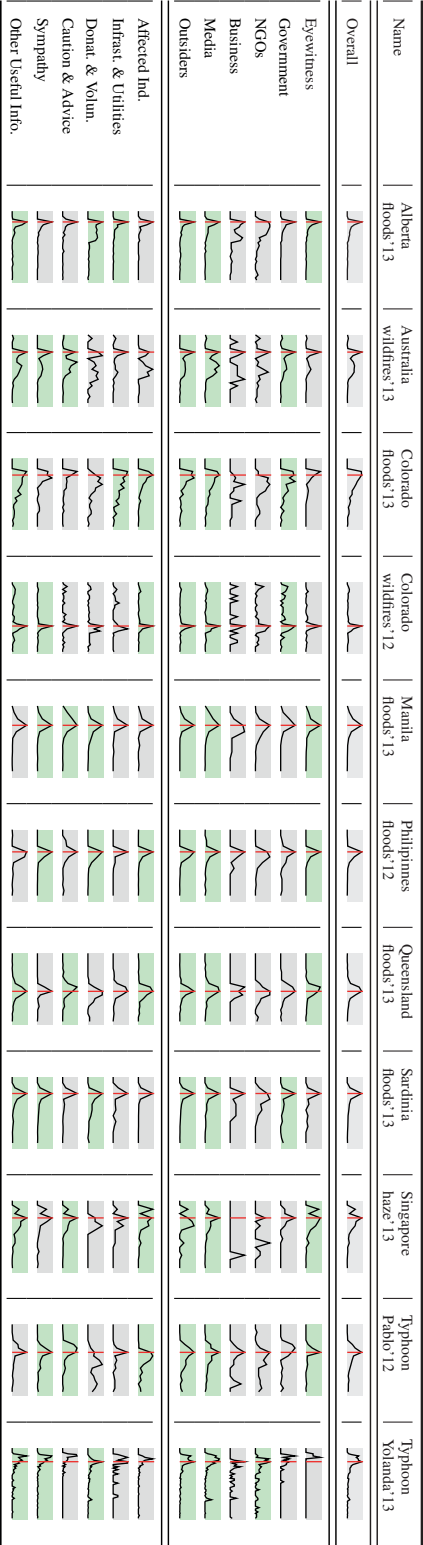 Name
Alberta
floods'13
Australia
wildfires'13
Colorado
floods'13
Colorado
wildfires'12
Manila
floods'13
Philipinnes
floods'12
Queensland
floods'13
Sardinia
floods'13
Singapore
haze'13
Typhoon
Pablo'12
Typhoon
Yolanda'13
Overall
Eyewitness
Government
NGOs
Business
Media
Outsiders
Affected Ind.
Infrast. & Utilities
Donat. & Volun.
Caution & Advice
Sympathy
Other Useful Info.